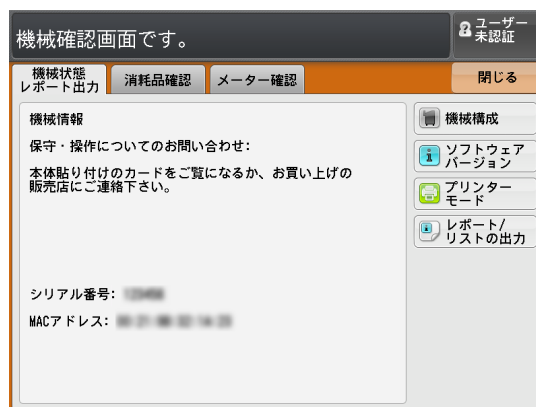 機械確認画面です。
ユーザー
未認証
機械状態
レポート出力
消耗品確認
メーター確認
閉じる
機械情報
保守・操作についてのお問い合わせ:
本体貼り付けのカードをご覧になるか、お買い上げの
販売店にご連絡下さい。
シリアル番号:
MACアドレス:
機械構成
ソフトウェア
バージョン
プリンター
モード
レポート/
リストの出力